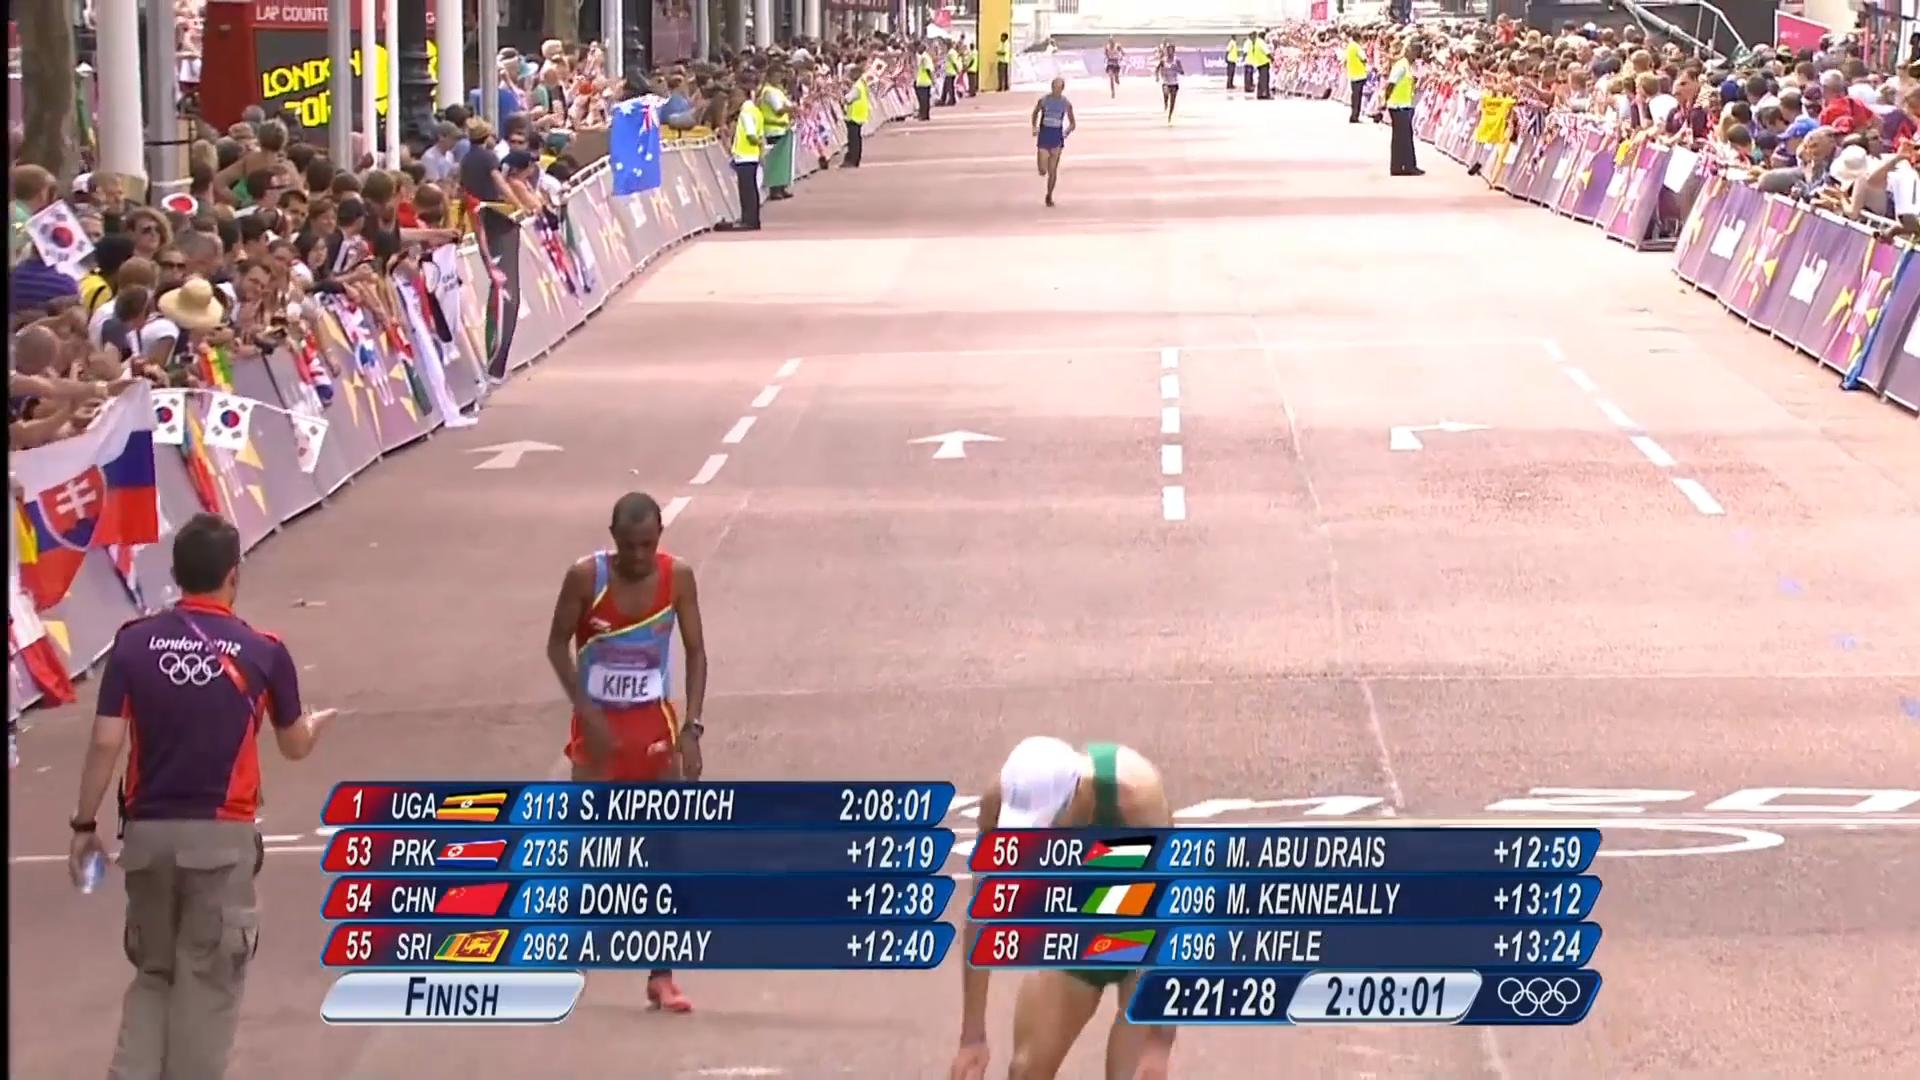 LAP COUNTE
LONDON
2012
London 2012
KIFLE
1 UGA 3113 S. KIPROTICH 2:08:01
53 PRK 2735 KIM K. +12:19
54 CHN 1348 DONG G. +12:38
55 SRI 2962 A. COORAY +12:40
56 JOR 2216 M. ABU DRAIS +12:59
57 IRL 2096 M. KENNEALLY +13:12
58 ERI 1596 Y. KIFLE +13:24
FINISH
2:21:28 2:08:01